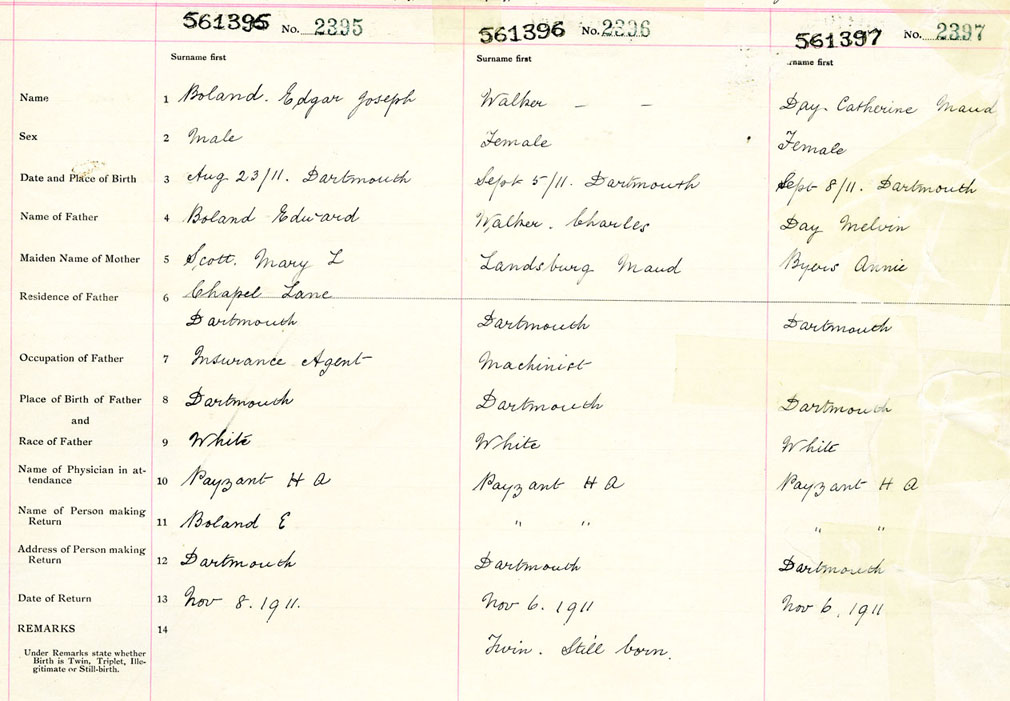 561395 No. 2395 561396 No. 2396 561397 No. 2397
Surname first Surname first rname first
Name 1 Boland. Edgar Joseph Walker – – Day. Catherine Maud
Sex 2 Male Female Female
Date and Place of Birth 3 Aug 23/11. Dartmouth Sept 5/11. Dartmouth Sept 8/11. Dartmouth
Name of Father 4 Boland Edward Walker. Charles Day Melvin
Maiden Name of Mother 5 Scott. Mary L Landsburg Maud Byers Annie
Residence of Father 6 Chapel Lane
Dartmouth Dartmouth Dartmouth
Occupation of Father 7 Insurance Agent Machinist
Place of Birth of Father 8 Dartmouth Dartmouth Dartmouth
and
Race of Father 9 White White White
Name of Physician in at-
tendance 10 Payzant H A Payzant H A Payzant H A
Name of Person making
Return 11 Boland E " " " "
Address of Person making
Return 12 Dartmouth Dartmouth Dartmouth
Date of Return 13 Nov 8. 1911. Nov 6. 1911 Nov 6, 1911
REMARKS 14
Twin. Still born.
Under Remarks state whether
Birth is Twin, Triplet, Ille-
gitimate or Still-birth.